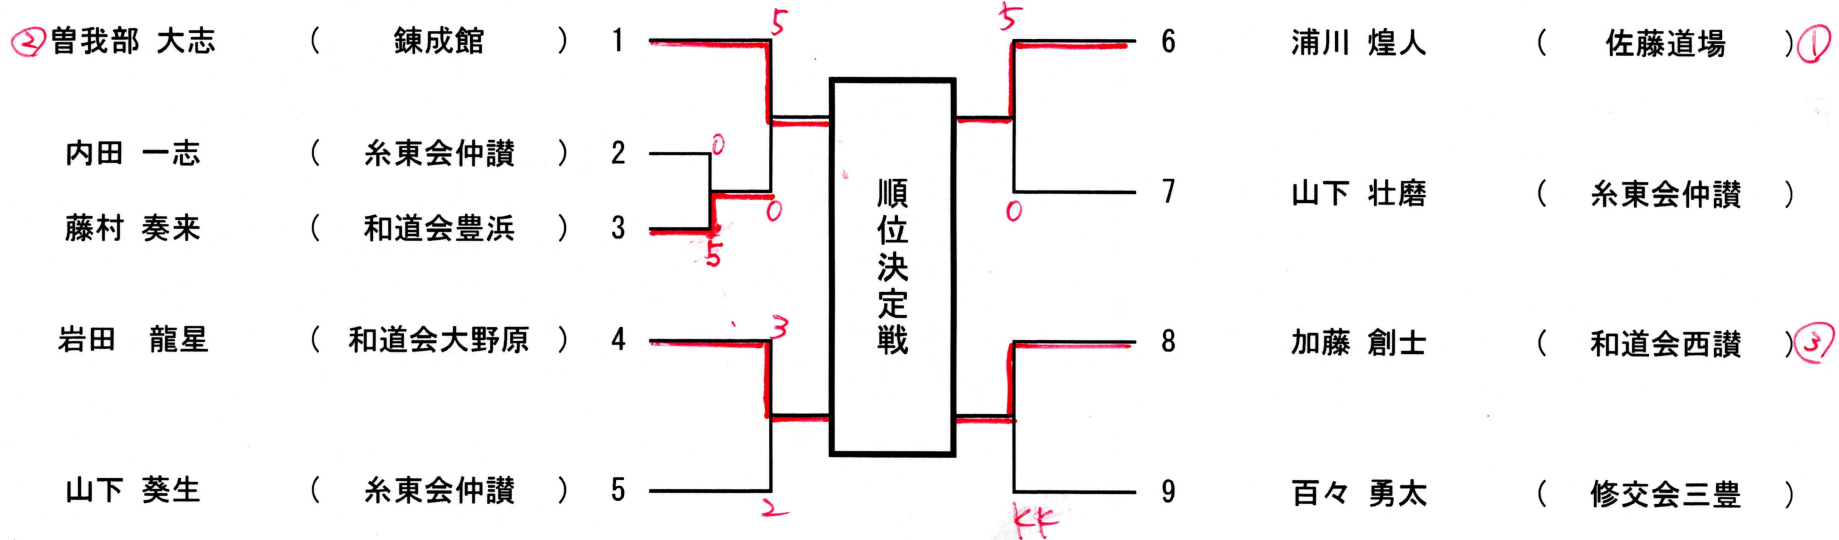 ② 曽我部 大志 ( 錬成館 ) 1
5
内田 一志 ( 糸東会仲讃 ) 2
0
藤村 奏来 ( 和道会豊浜 ) 3
5
0
岩田 龍星 ( 和道会大野原 ) 4
3
山下 葵生 ( 糸東会仲讃 ) 5
2
順位決定戦
5
6 浦川 煌人 ( 佐藤道場 ) ①
7 山下 壮磨 ( 糸東会仲讃 )
0
8 加藤 創士 ( 和道会西讃 ) ③
9 百々 勇太 ( 修交会三豊 )
KK